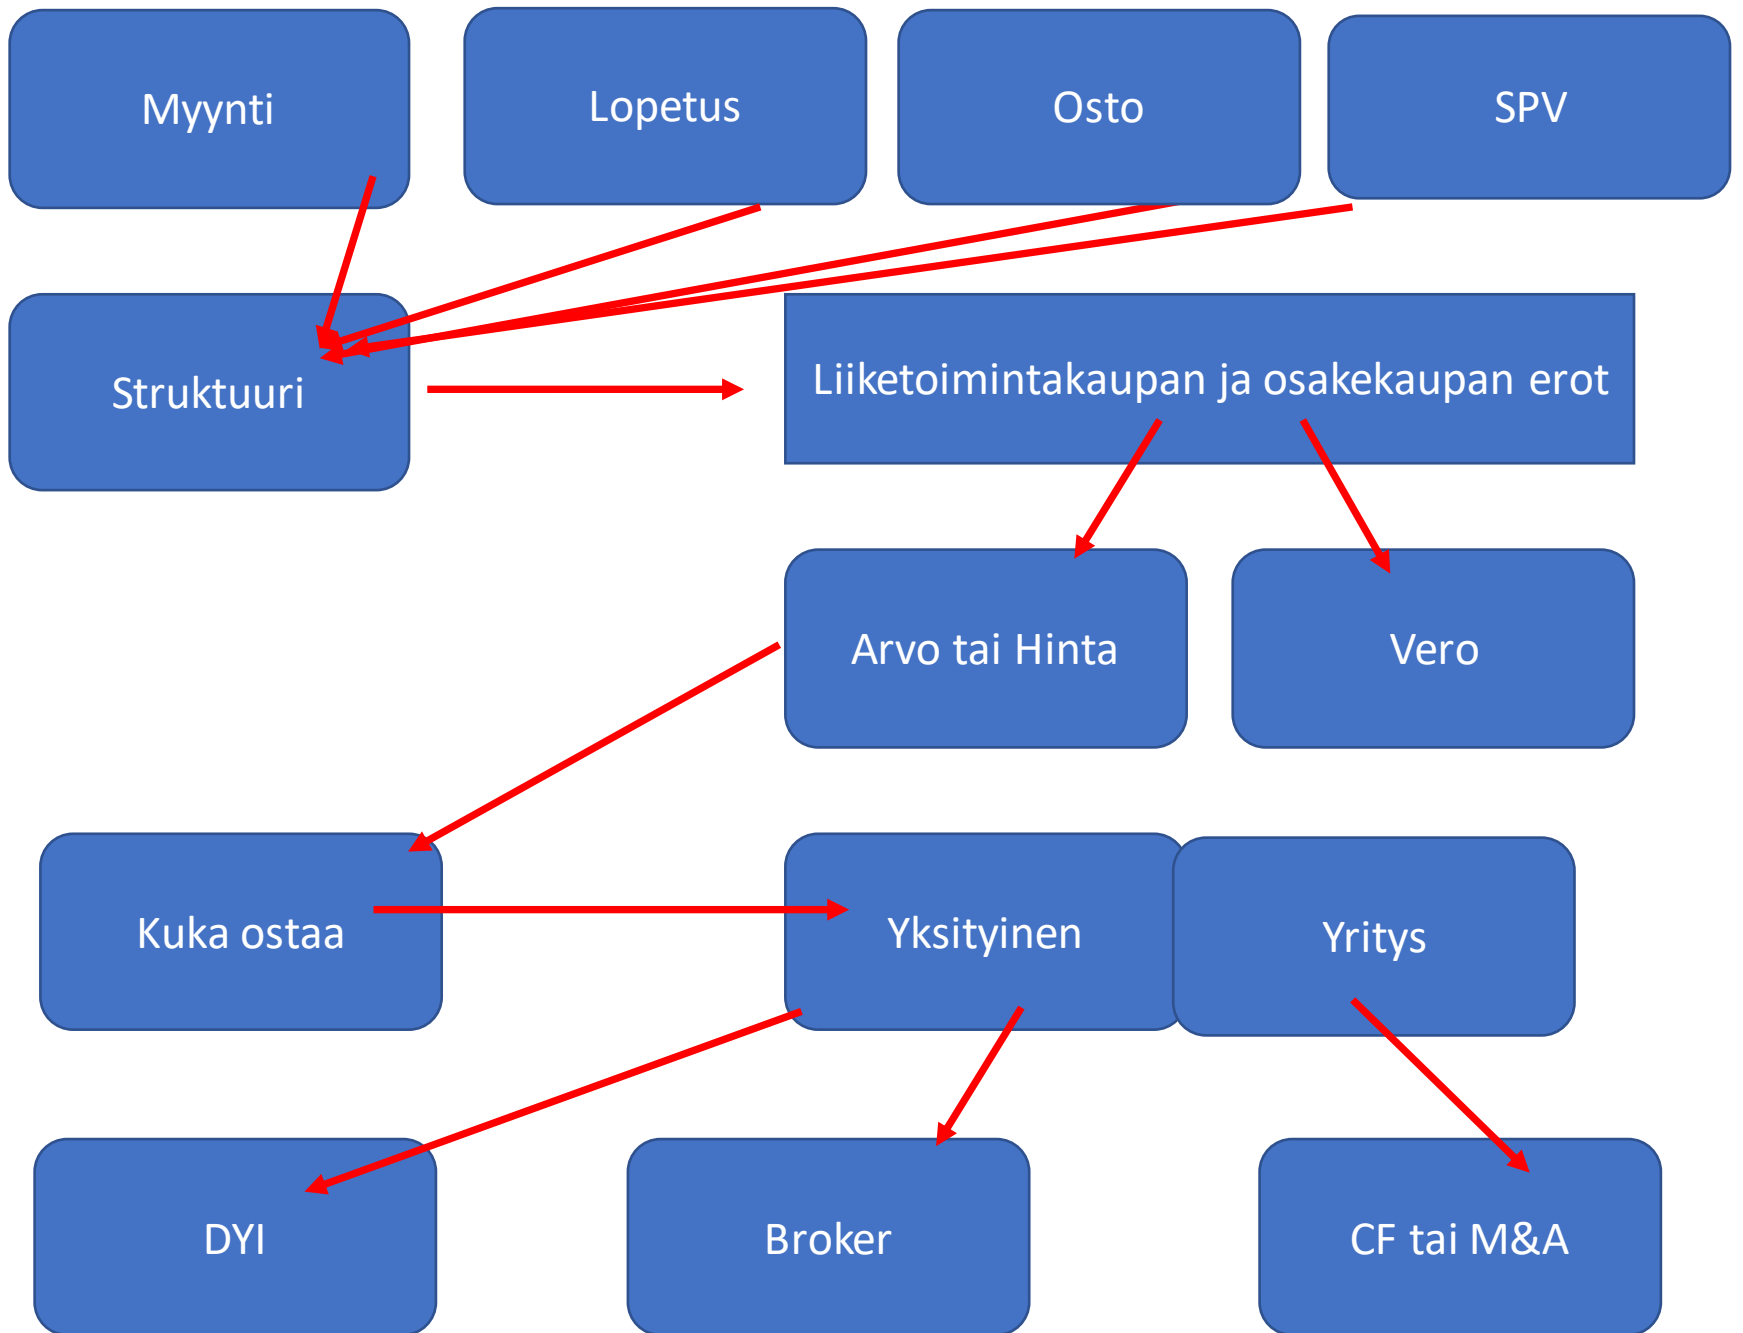 Myynti
Lopetus
Osto
SPV
Struktuuri
Liiketoimintakaupan ja osakekaupan erot
Arvo tai Hinta
Vero
Kuka ostaa
Yksityinen
Yritys
DYI
Broker
CF tai M&A